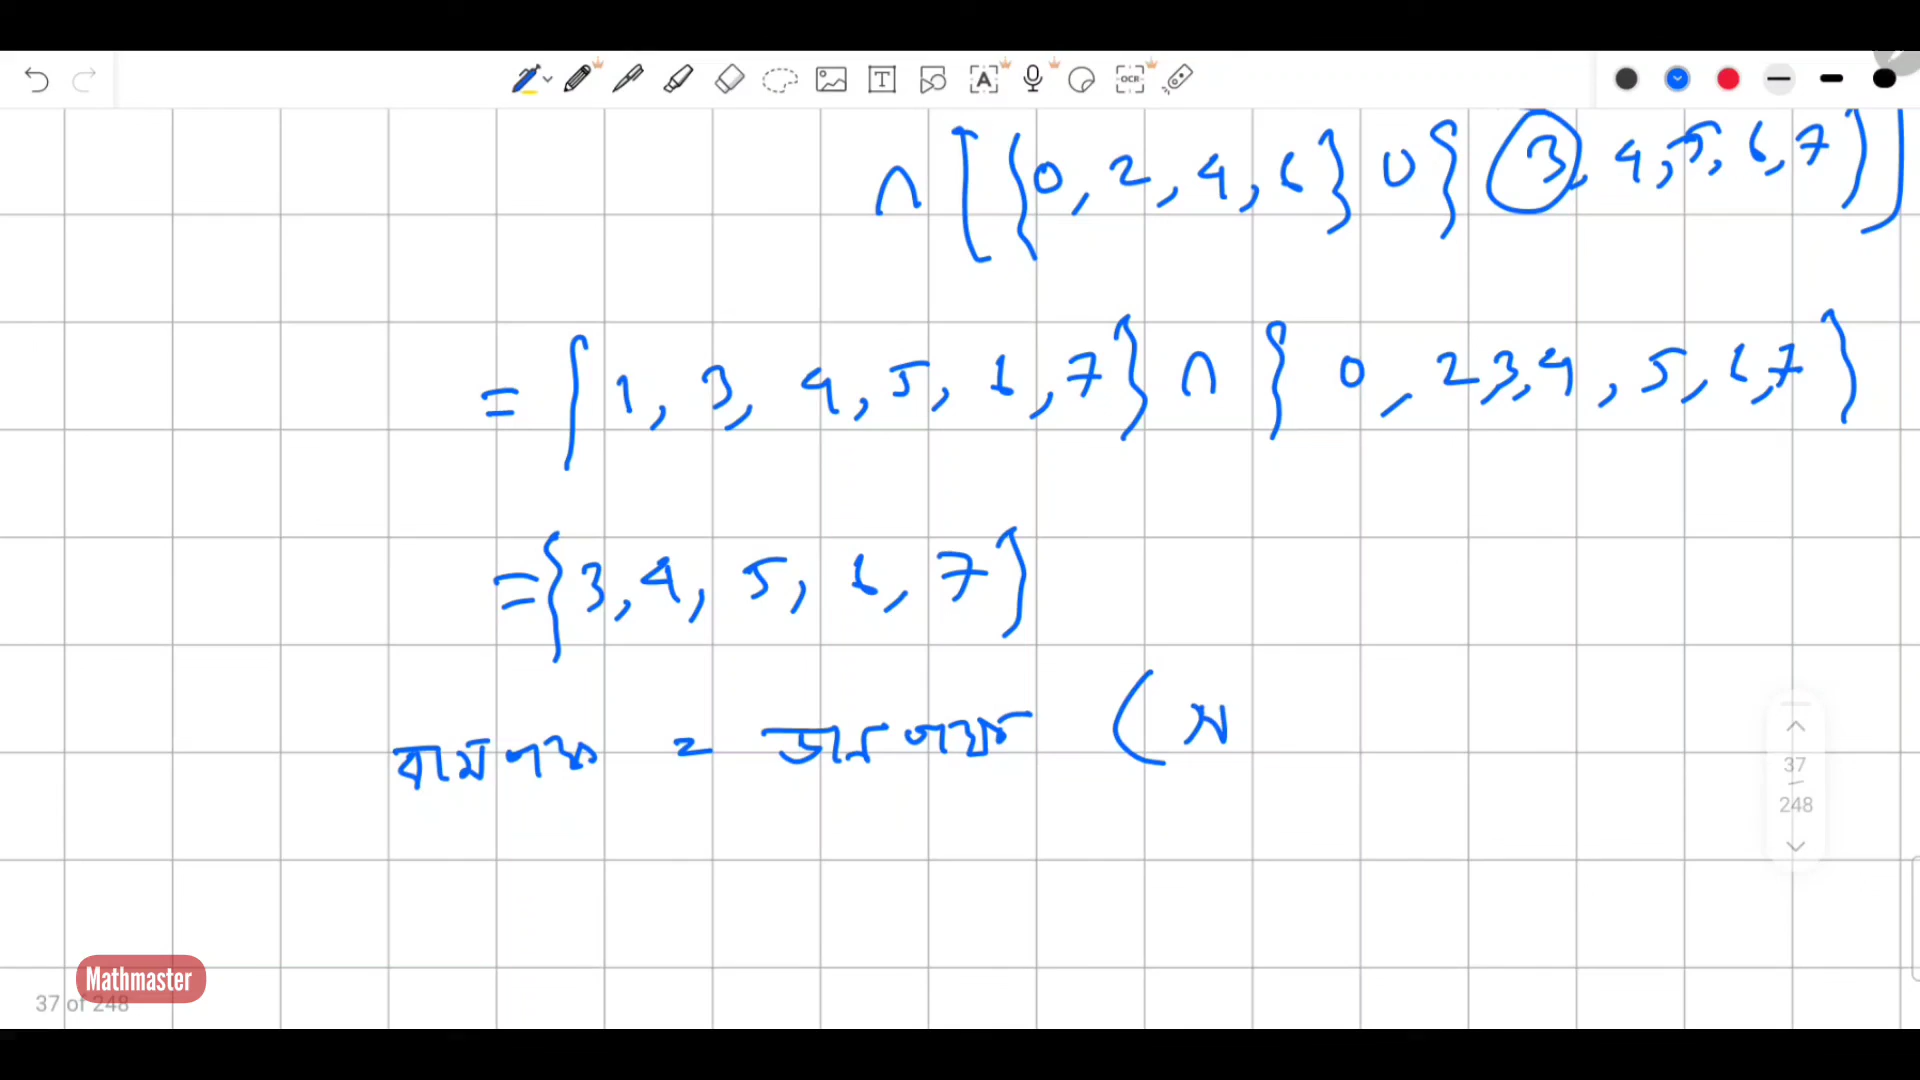 OCR
∩ [{0, 2, 4, 6} ∪ {3, 4, 5, 6, 7}]
= {1, 3, 4, 5, 6, 7} ∩ { 0, 2 3, 4, 5, 6, 7 }
= {3, 4, 5, 6, 7}
বামপক্ষ = ডানপক্ষ ( স
37
248
Mathmaster
37 of 248